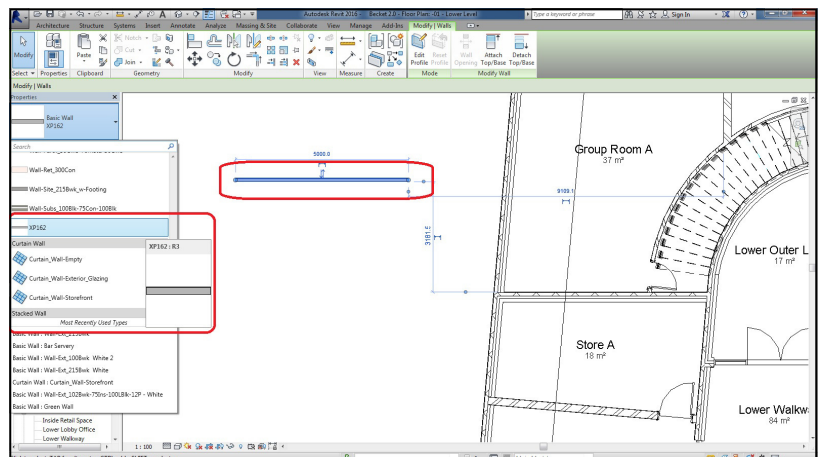 Autodesk Revit 2016 - Becket 2.0 - Floor Plan: -01 - Lower Level
Type a keyword or phrase
Sign In
Architecture Structure Systems Insert Annotate Analyze Massing & Site Collaborate View Manage Add-Ins Modify | Walls
Modify
Paste
Notch
Cut
Join
Edit Profile
Reset Profile
Wall Opening
Attach Top/Base
Detach Top/Base
Select Properties Clipboard Geometry Modify View Measure Create Mode Modify Wall
Modify | Walls
Properties
Basic Wall
XP162
Search
Wall-Ret_300Con
Wall-Site_215Bwk_w-Footing
Wall-Subs_100Blk-75Con-100Blk
XP162
Curtain Wall
XP162 : R3
Curtain_Wall-Empty
Curtain_Wall-Exterior_Glazing
Curtain_Wall-Storefront
Stacked Wall
Most Recently Used Types
Basic Wall : Wall-Ext_215Bwk
Basic Wall : Bar Servery
Basic Wall : Wall-Ext_100Bwk White 2
Basic Wall : Wall-Ext_215Bwk White
Curtain Wall : Curtain_Wall-Storefront
Basic Wall : Wall-Ext_102Bwk-75Ins-100LBlk-12P - White
Basic Wall : Green Wall
Inside Retail Space
Lower Lobby Office
Lower Walkway
5000.0
3109.1
3181.5
Group Room A
37 m²
Lower Outer L
17 m²
Store A
18 m²
Lower Walkw
84 m²
1 : 100